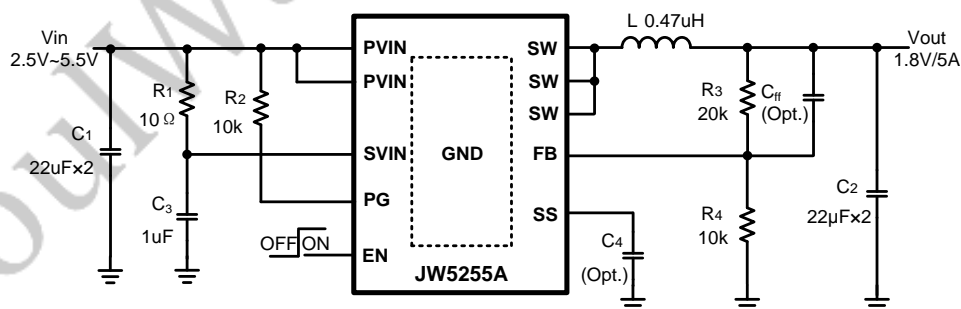 Vin
2.5V~5.5V
C1
22uF×2
R1
10Ω
R2
10k
C3
1uF
OFF ON
PVIN
PVIN
SVIN
PG
EN
GND
JW5255A
SW
SW
SW
FB
SS
L 0.47uH
R3
20k
Cff
(Opt.)
R4
10k
C4
(Opt.)
C2
22µF×2
Vout
1.8V/5A